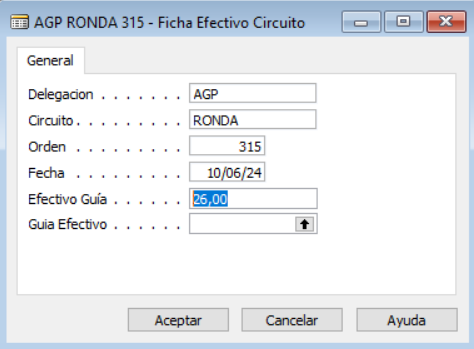 AGP RONDA 315 - Ficha Efectivo Circuito
General
Delegacion . . . . . . . AGP
Circuito . . . . . . . . . RONDA
Orden . . . . . . . . . 315
Fecha . . . . . . . . . . 10/06/24
Efectivo Guía . . . . . . 26,00
Guia Efectivo . . . . . .
Aceptar Cancelar Ayuda